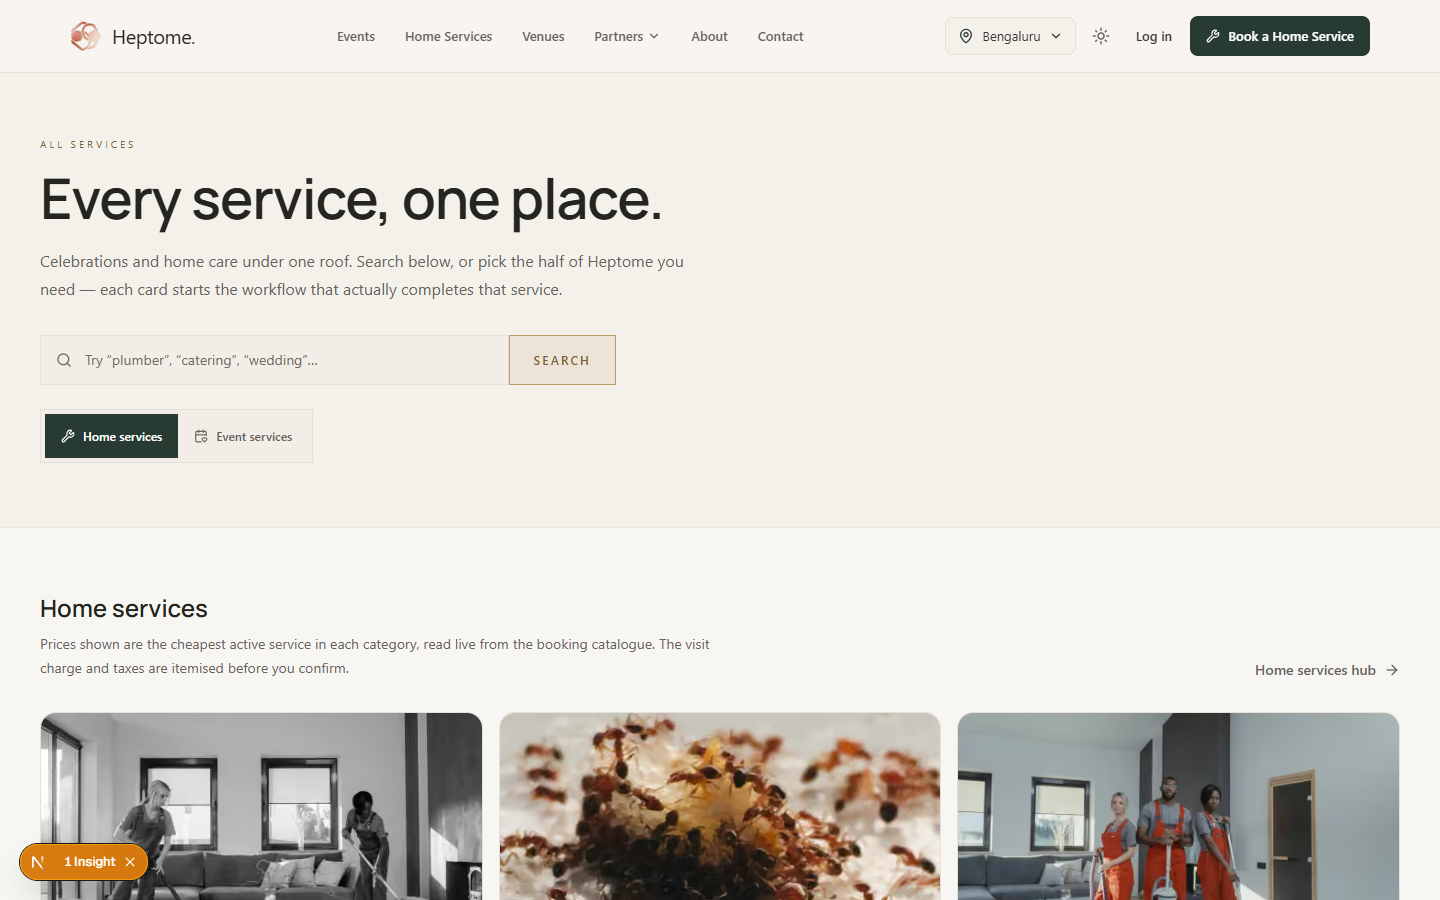 Heptome.
Events
Home Services
Venues
Partners
About
Contact
Bengaluru
Log in
Book a Home Service
ALL SERVICES
Every service, one place.
Celebrations and home care under one roof. Search below, or pick the half of Heptome you
need — each card starts the workflow that actually completes that service.
Try “plumber”, “catering”, “wedding”...
SEARCH
Home services
Event services
Home services
Prices shown are the cheapest active service in each category, read live from the booking catalogue. The visit
charge and taxes are itemised before you confirm.
Home services hub
N
1 Insight